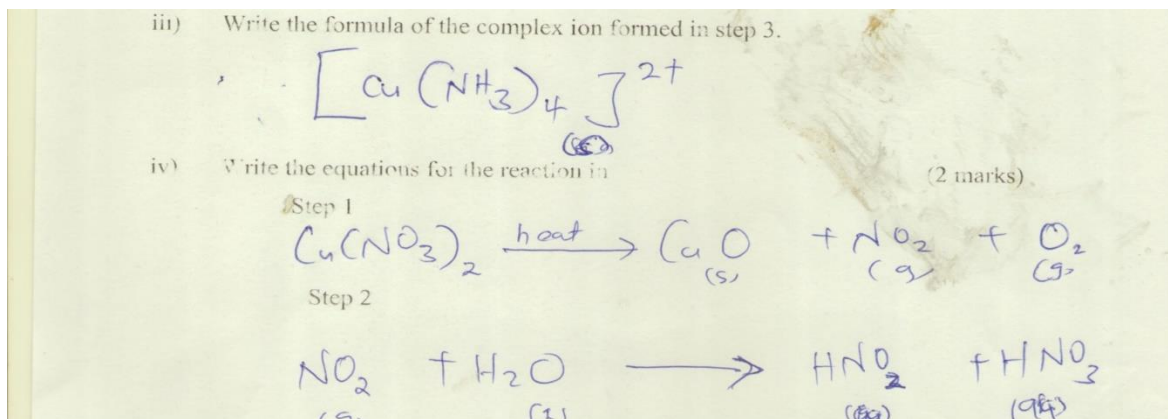 iii) Write the formula of the complex ion formed in step 3.
[Cu(NH₃)₄]²⁺
iv) Write the equations for the reaction in (2 marks)
Step 1
Cu(NO₃)₂ heat → CuO + NO₂ + O₂
(s) (g) (g)
Step 2
NO₂ + H₂O → HNO₂ + HNO₃
(g) (l) (aq) (aq)